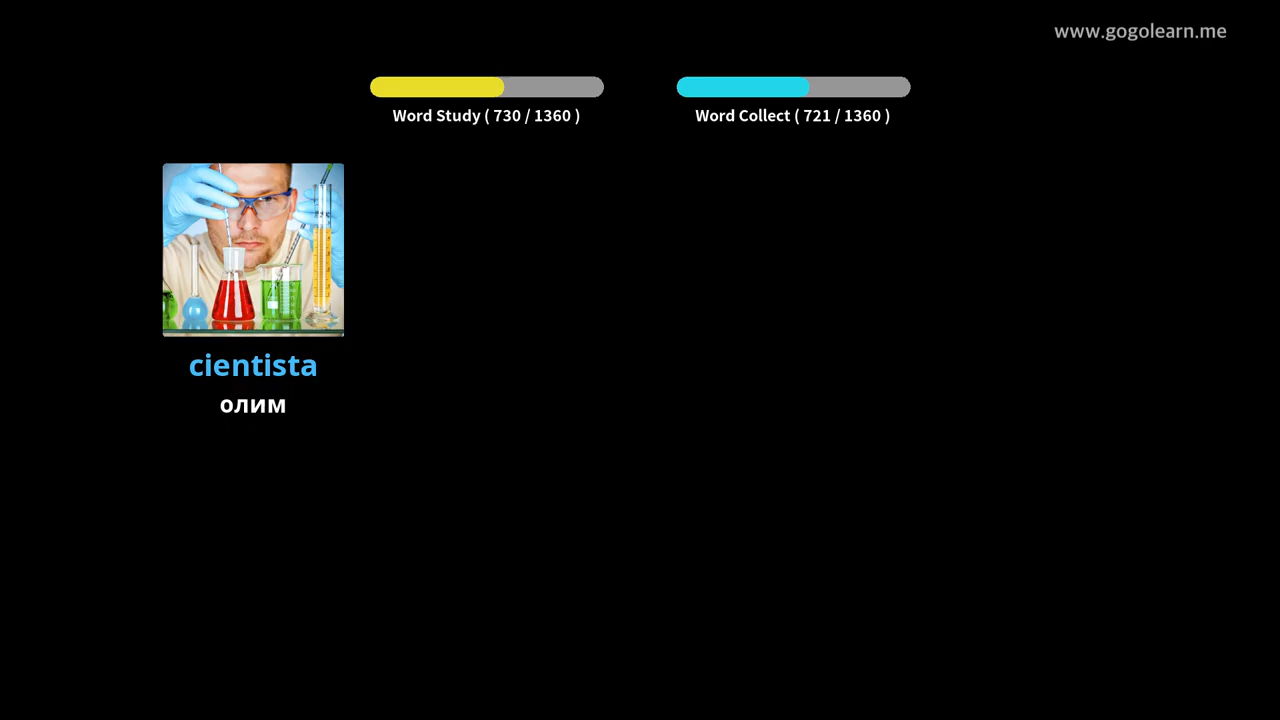 www.gogolearn.me
Word Study ( 730 / 1360 )
Word Collect ( 721 / 1360 )
cientista
олим